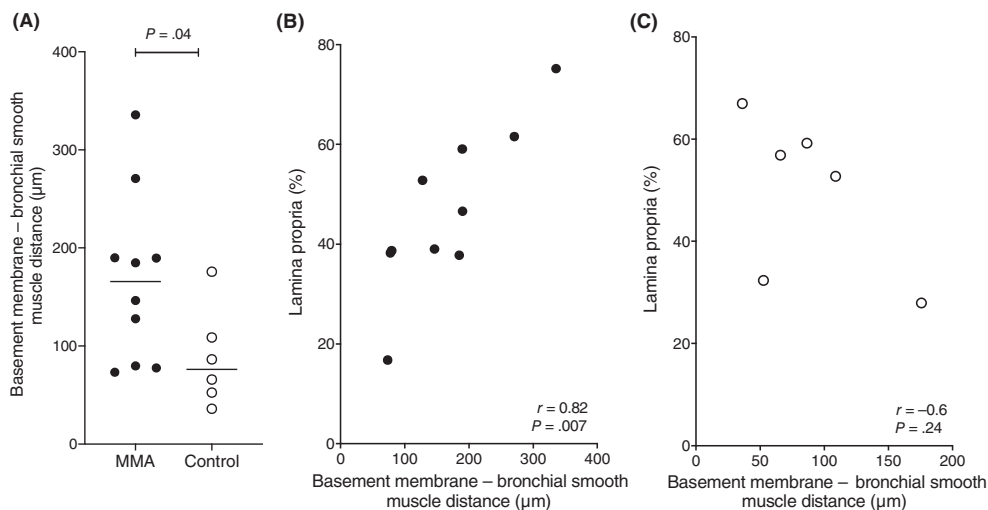 (A)
P = .04
400
300
200
100
0
Basement membrane – bronchial smooth
muscle distance (µm)
MMA
Control
(B)
80
60
40
20
0
Lamina propria (%)
r = 0.82
P = .007
0
100
200
300
400
Basement membrane – bronchial smooth
muscle distance (µm)
(C)
80
60
40
20
0
Lamina propria (%)
r = –0.6
P = .24
0
50
100
150
200
Basement membrane – bronchial smooth
muscle distance (µm)